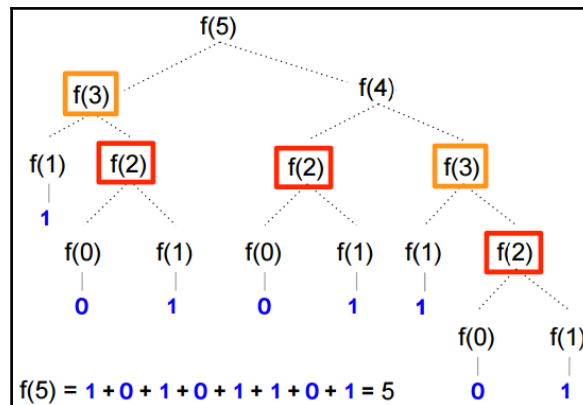 f(5)
f(3) f(4)
f(1) f(2) f(2) f(3)
1
f(0) f(1) f(0) f(1) f(1) f(2)
0 1 0 1 1
f(0) f(1)
f(5) = 1 + 0 + 1 + 0 + 1 + 1 + 0 + 1 = 5 0 1